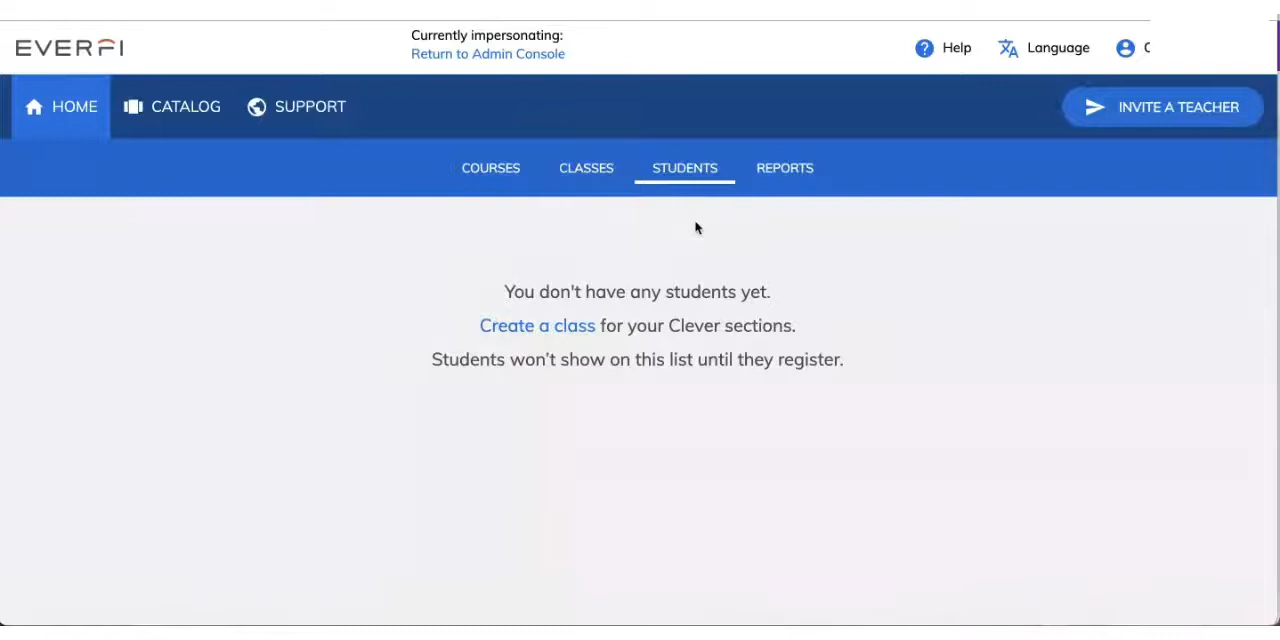 EVERFI
Currently impersonating:
Return to Admin Console
Help
Language
HOME
CATALOG
SUPPORT
INVITE A TEACHER
COURSES
CLASSES
STUDENTS
REPORTS
You don't have any students yet.
Create a class for your Clever sections.
Students won't show on this list until they register.